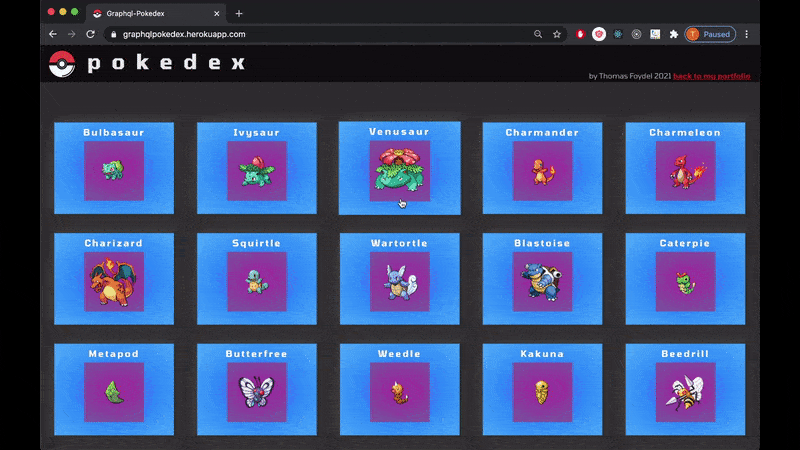 Graphql-Pokedex
graphqlpokedex.herokuapp.com
T Paused
pokedex
by Thomas Foydel 2021 back to my portfolio
Bulbasaur Ivysaur Venusaur Charmander Charmeleon
Charizard Squirtle Wartortle Blastoise Caterpie
Metapod Butterfree Weedle Kakuna Beedrill